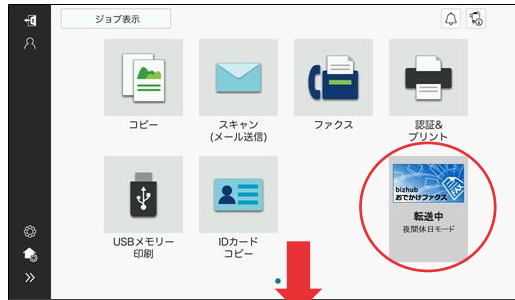 ジョブ表示
コピー
スキャン
(メール送信)
ファクス
認証&
プリント
bizhub
おでかけファクス
FAX
転送中
夜間休日モード
USBメモリー
印刷
IDカード
コピー